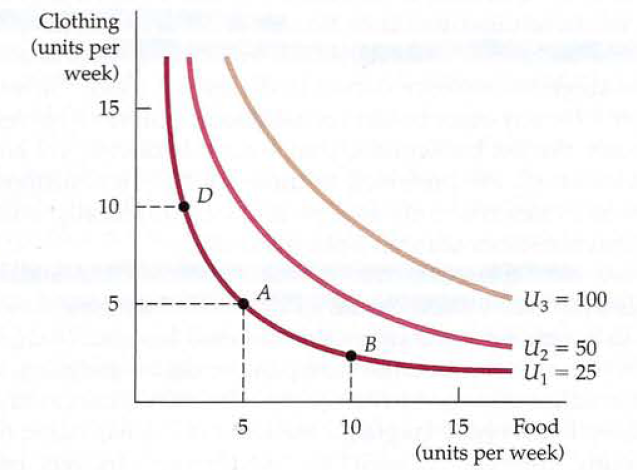 Clothing
(units per
week)
15
10
D
5
A
B
U₃ = 100
U₂ = 50
U₁ = 25
5
10
15
Food
(units per week)